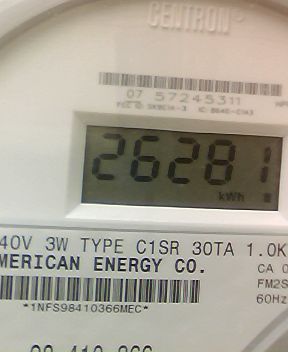 CENTRON
07 57245311
26281
kWh
40V 3W TYPE C1SR 30TA 1.0K
MERICAN ENERGY CO.
CA 0
FM2S
60Hz
*1NFS98410366MEC*